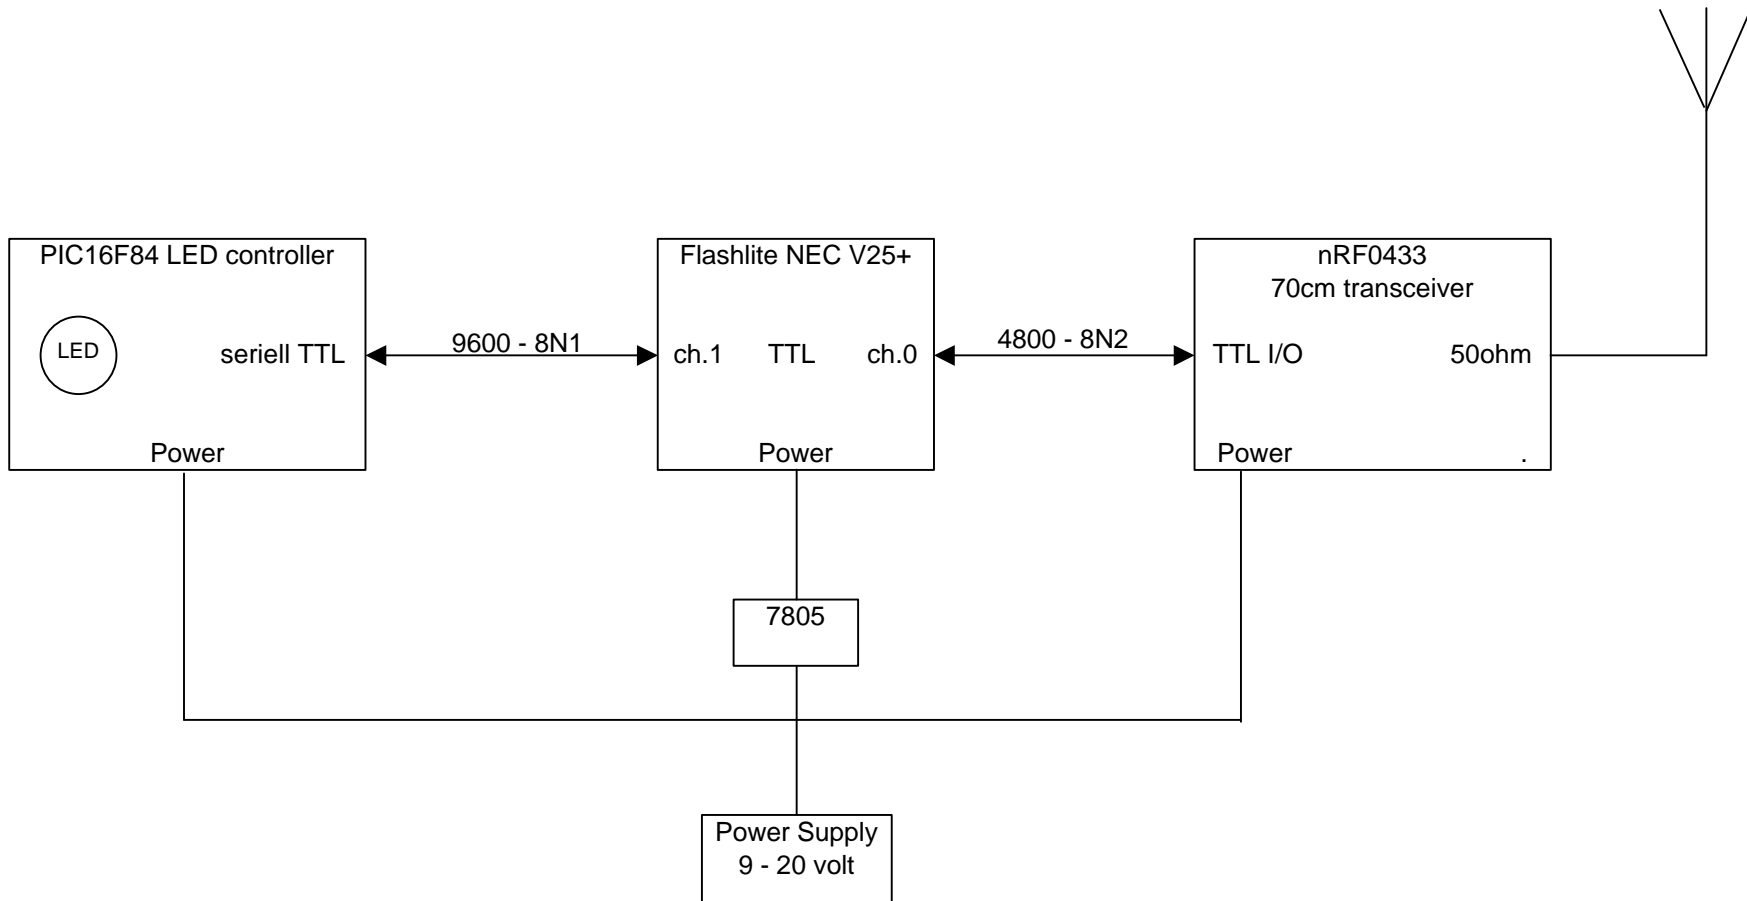 PIC16F84 LED controller
LED
seriell TTL
Power
9600 - 8N1
Flashlite NEC V25+
ch.1 TTL ch.0
Power
4800 - 8N2
nRF0433
70cm transceiver
TTL I/O 50ohm
Power .
7805
Power Supply
9 - 20 volt